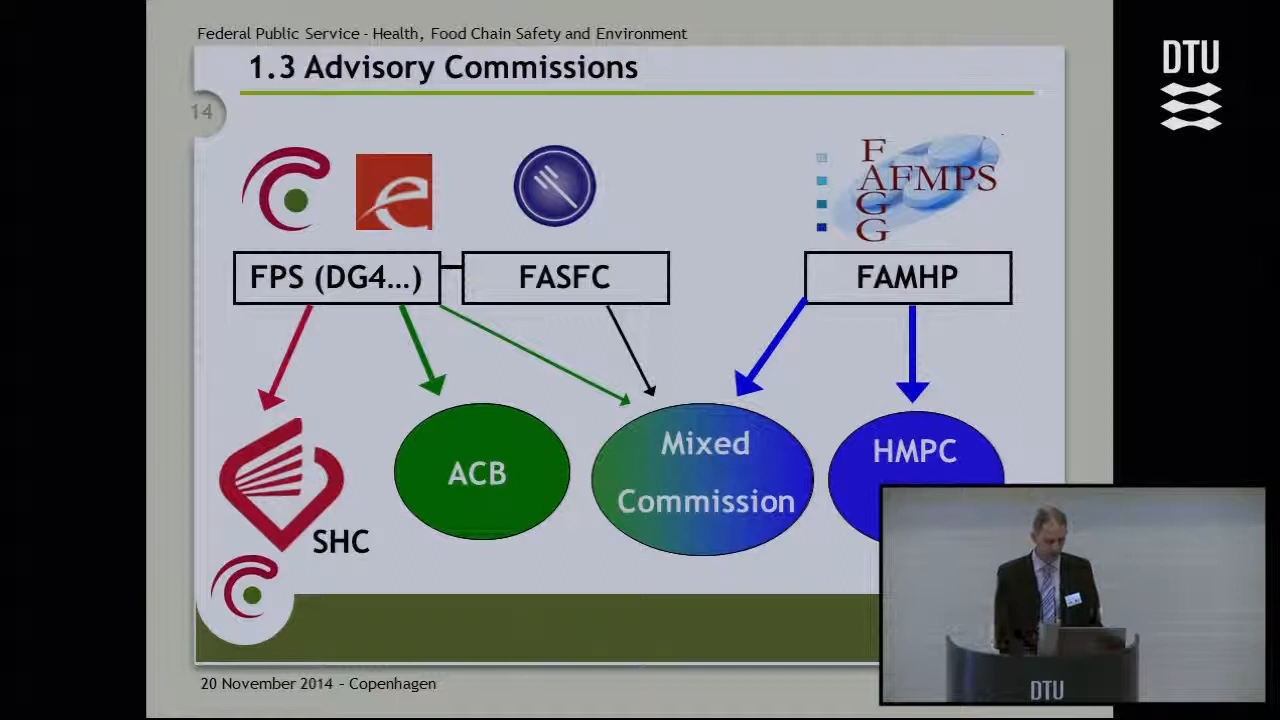 Federal Public Service - Health, Food Chain Safety and Environment
1.3 Advisory Commissions
14
DTU
F
A
G
G
AFMPS
FPS (DG4...)
FASFC
FAMHP
ACB
Mixed
Commission
HMPC
SHC
20 November 2014 – Copenhagen
DTU